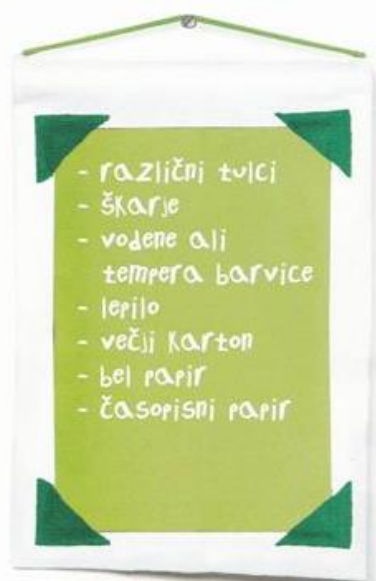 - različni tulci
- škarje
- vodene ali
tempera barvice
- lepilo
- večji karton
- bel papir
- časopisni papir